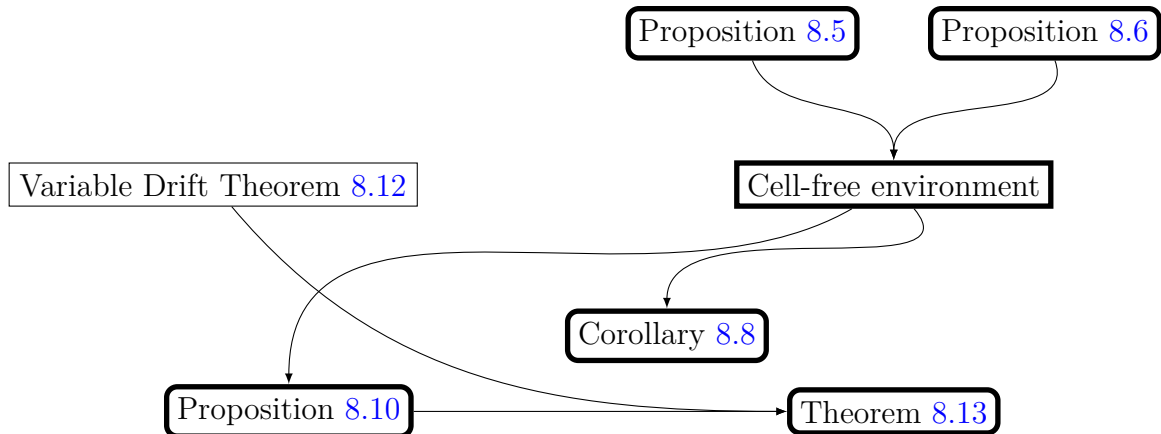 Proposition 8.5
Proposition 8.6
Variable Drift Theorem 8.12
Cell-free environment
Corollary 8.8
Proposition 8.10
Theorem 8.13